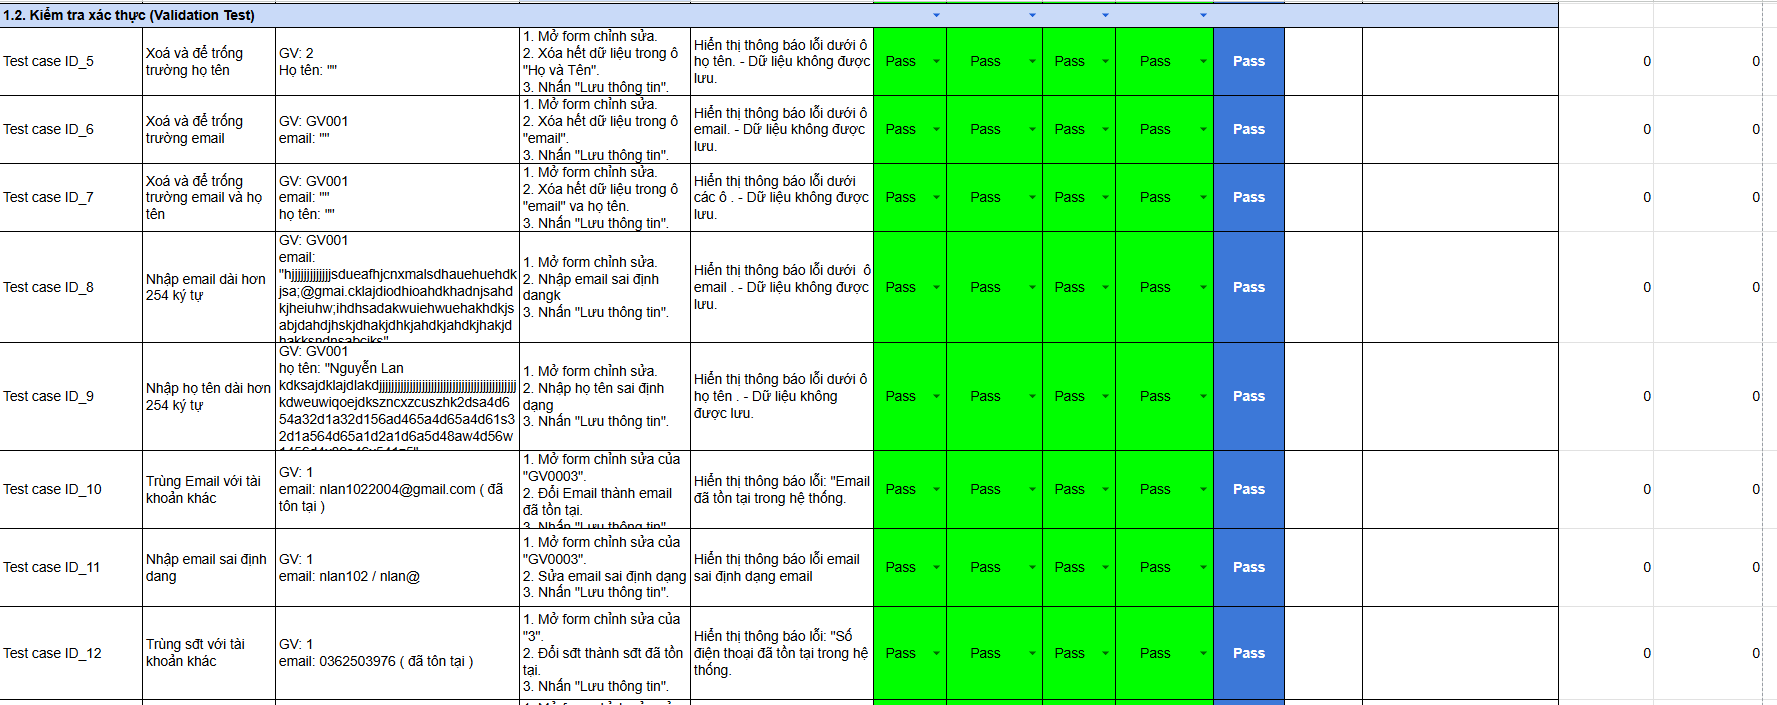 1.2. Kiểm tra xác thực (Validation Test)
Test case ID_5
Xoá và để trống
trường họ tên
GV: 2
Họ tên: ""
1. Mở form chỉnh sửa.
2. Xóa hết dữ liệu trong ô
"Họ và Tên".
3. Nhấn "Lưu thông tin".
Hiển thị thông báo lỗi dưới ô
họ tên. - Dữ liệu không được
lưu.
Pass
Pass
Pass
Pass
Pass
0
0
Test case ID_6
Xoá và để trống
trường email
GV: GV001
email: ""
1. Mở form chỉnh sửa.
2. Xóa hết dữ liệu trong ô
"email".
3. Nhấn "Lưu thông tin".
Hiển thị thông báo lỗi dưới ô
email. - Dữ liệu không được
lưu.
Pass
Pass
Pass
Pass
Pass
0
0
Test case ID_7
Xoá và để trống
trường email và họ
tên
GV: GV001
email: ""
họ tên: ""
1. Mở form chỉnh sửa.
2. Xóa hết dữ liệu trong ô
"email" va họ tên.
3. Nhấn "Lưu thông tin".
Hiển thị thông báo lỗi dưới
các ô . - Dữ liệu không được
lưu.
Pass
Pass
Pass
Pass
Pass
0
0
Test case ID_8
Nhập email dài hơn
254 ký tự
GV: GV001
email:
jsa;@gmai.cklajdiodhioahdkhadnjsahd
kjheiuhw;ihdhsadakwuiehwuehakhdkjs
abjdahdjhskjdhakjdhkjahdkjahdkjhakjd
1. Mở form chỉnh sửa.
2. Nhập email sai định
dangk
3. Nhấn "Lưu thông tin".
Hiển thị thông báo lỗi dưới ô
email . - Dữ liệu không được
lưu.
Pass
Pass
Pass
Pass
Pass
0
0
Test case ID_9
Nhập họ tên dài hơn
254 ký tự
GV: GV001
họ tên: "Nguyễn Lan
kdweuwiqoejdkszncxzcuszhk2dsa4d6
54a32d1a32d156ad465a4d65a4d61s3
2d1a564d65a1d2a1d6a5d48aw4d56w
1. Mở form chỉnh sửa.
2. Nhập họ tên sai định
dạng
3. Nhấn "Lưu thông tin".
Hiển thị thông báo lỗi dưới ô
họ tên . - Dữ liệu không
được lưu.
Pass
Pass
Pass
Pass
Pass
0
0
Test case ID_10
Trùng Email với tài
khoản khác
GV: 1
email: nlan1022004@gmail.com ( đã
tồn tại )
1. Mở form chỉnh sửa của
"GV0003".
2. Đổi Email thành email
đã tồn tại.
3. Nhấn "Lưu thông tin"
Hiển thị thông báo lỗi: "Email
đã tồn tại trong hệ thống.
Pass
Pass
Pass
Pass
Pass
0
0
Test case ID_11
Nhập email sai định
dang
GV: 1
email: nlan102 / nlan@
1. Mở form chỉnh sửa của
"GV0003".
2. Sửa email sai định dạng
3. Nhấn "Lưu thông tin".
Hiển thị thông báo lỗi email
sai định dạng email
Pass
Pass
Pass
Pass
Pass
0
0
Test case ID_12
Trùng sđt với tài
khoản khác
GV: 1
email: 0362503976 ( đã tôn tại )
1. Mở form chỉnh sửa của
"3".
2. Đổi sđt thành sđt đã tồn
tại.
3. Nhấn "Lưu thông tin".
Hiển thị thông báo lỗi: "Số
điện thoại đã tồn tại trong hệ
thống.
Pass
Pass
Pass
Pass
Pass
0
0